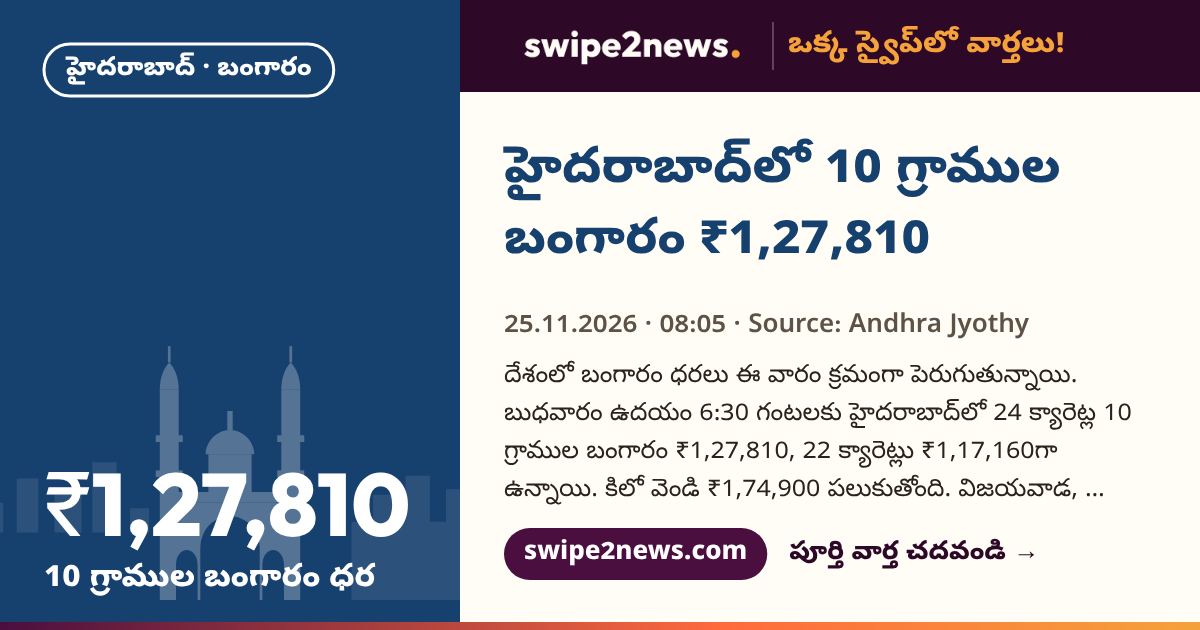 హైదరాబాద్ · బంగారం
₹1,27,810
10 గ్రాముల బంగారం ధర
swipe2news.
ఒక్క స్వైప్‌లో వార్తలు!
హైదరాబాద్‌లో 10 గ్రాముల
బంగారం ₹1,27,810
25.11.2026 · 08:05 · Source: Andhra Jyothy
దేశంలో బంగారం ధరలు ఈ వారం క్రమంగా పెరుగుతున్నాయి.
బుధవారం ఉదయం 6:30 గంటలకు హైదరాబాద్‌లో 24 క్యారెట్ల 10
గ్రాముల బంగారం ₹1,27,810, 22 క్యారెట్లు ₹1,17,160గా
ఉన్నాయి. కిలో వెండి ₹1,74,900 పలుకుతోంది. విజయవాడ, ...
swipe2news.com
పూర్తి వార్త చదవండి →